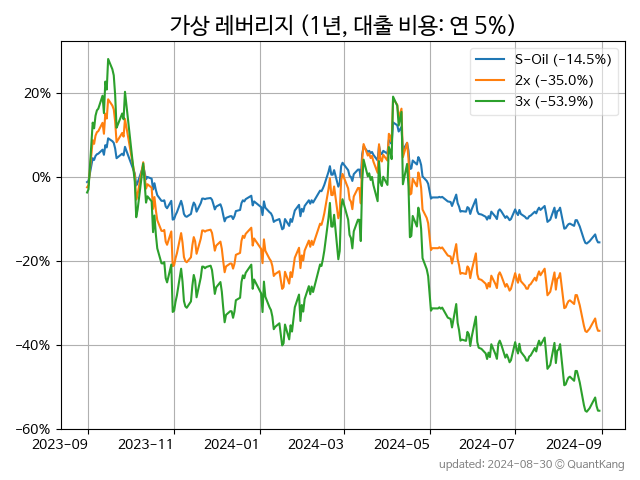 가상 레버리지 (1년, 대출 비용: 연 5%)
S-Oil (-14.5%)
2x (-35.0%)
3x (-53.9%)
20%
0%
−20%
−40%
−60%
2023-09 2023-11 2024-01 2024-03 2024-05 2024-07 2024-09
updated: 2024-08-30 © QuantKang